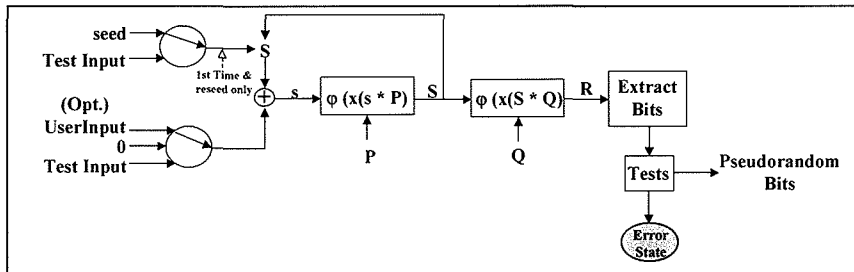 seed
Test Input
S
1st Time &
reseed only
(Opt.)
UserInput
0
Test Input
+
s
φ (x(s * P)
P
S
φ (x(S * Q)
Q
R
Extract
Bits
Tests
Pseudorandom
Bits
Error
State